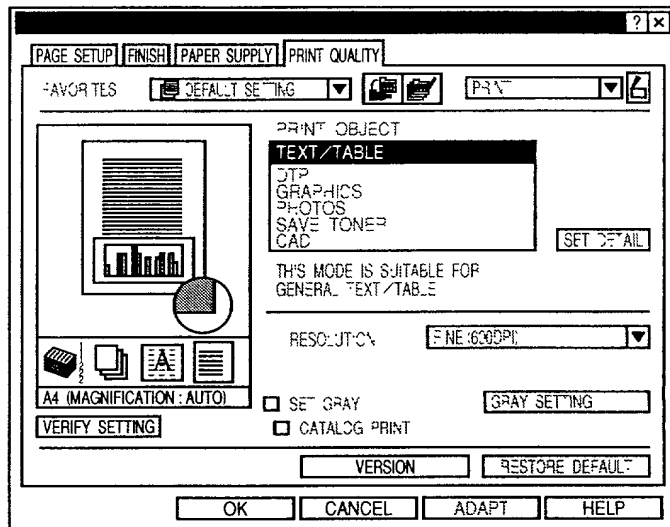 ? ×
PAGE SETUP FINISH PAPER SUPPLY PRINT QUALITY
FAVORITES DEFAULT SETTING PRINT
PRINT OBJECT
TEXT/TABLE
DTP
GRAPHICS
PHOTOS
SAVE TONER
CAD
SET DETAIL
THIS MODE IS SUITABLE FOR
GENERAL TEXT/TABLE
RESOLUTION FINE (600DPI)
A
A4 (MAGNIFICATION : AUTO)
SET GRAY GRAY SETTING
VERIFY SETTING
CATALOG PRINT
VERSION RESTORE DEFAULT
OK CANCEL ADAPT HELP